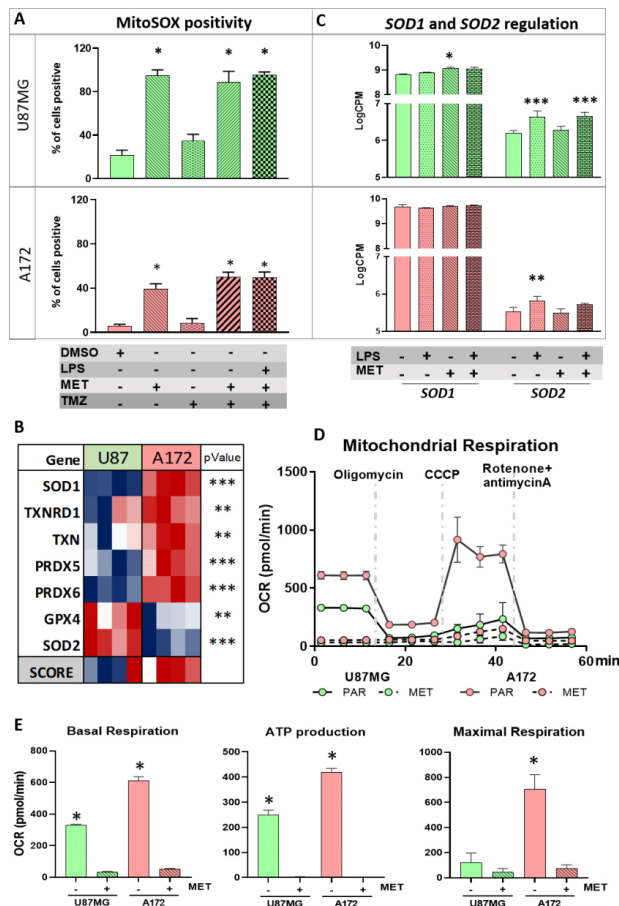 A
MitoSOX positivity
U87MG
% of cells positive
120
80
40
0
* * *
A172
% of cells positive
120
80
40
0
* * *
DMSO + - - - -
LPS - - - - +
MET - + - + +
TMZ - - + + +
C
SOD1 and SOD2 regulation
LogCPM
10
9
8
7
6
5
* *** ***
LogCPM
10
9
8
7
6
5
**
LPS - + - + - + - +
MET - - + + - - + +
SOD1 SOD2
B
Gene U87 A172 pValue
SOD1 ***
TXNRD1 **
TXN **
PRDX5 ***
PRDX6 ***
GPX4 **
SOD2 ***
SCORE
D
Mitochondrial Respiration
Oligomycin CCCP Rotenone+
antimycinA
OCR (pmol/min)
1500
1000
500
0
0 20 40 60 min
U87MG A172
PAR MET PAR MET
E
Basal Respiration
OCR (pmol/min)
800
600
400
200
0
* *
- + - + MET
U87MG A172
ATP production
500
400
300
200
100
0
* *
- + - + MET
U87MG A172
Maximal Respiration
1000
800
600
400
200
0
*
- + - +
U87MG A172